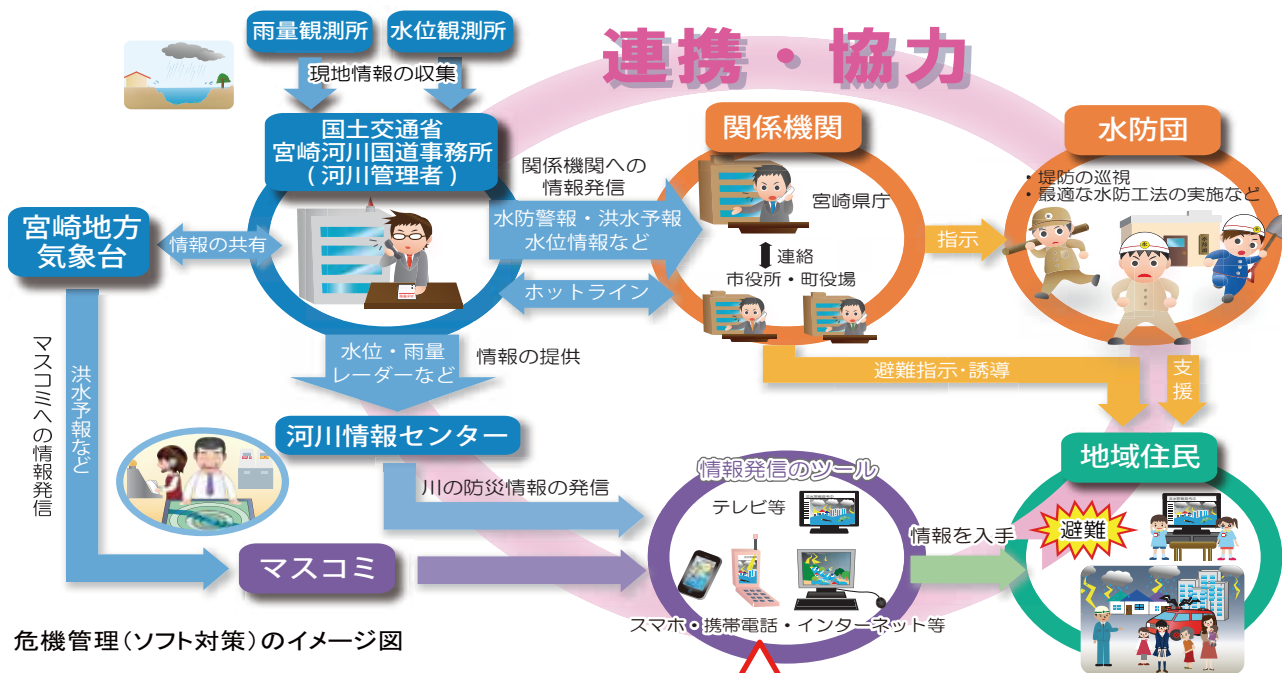 雨量観測所
水位観測所
現地情報の収集
連携・協力
国土交通省
宮崎河川国道事務所
(河川管理者)
関係機関への
情報発信
水防警報・洪水予報
水位情報など
ホットライン
関係機関
宮崎県庁
連絡
市役所・町役場
指示
水防団
・堤防の巡視
・最適な水防工法の実施など
宮崎地方
気象台
情報の共有
水位・雨量
レーダーなど
情報の提供
避難指示・誘導
支援
マスコミへの情報発信
洪水予報など
河川情報センター
川の防災情報の発信
マスコミ
情報発信のツール
テレビ等
スマホ・携帯電話・インターネット等
情報を入手
地域住民
避難
危機管理(ソフト対策)のイメージ図